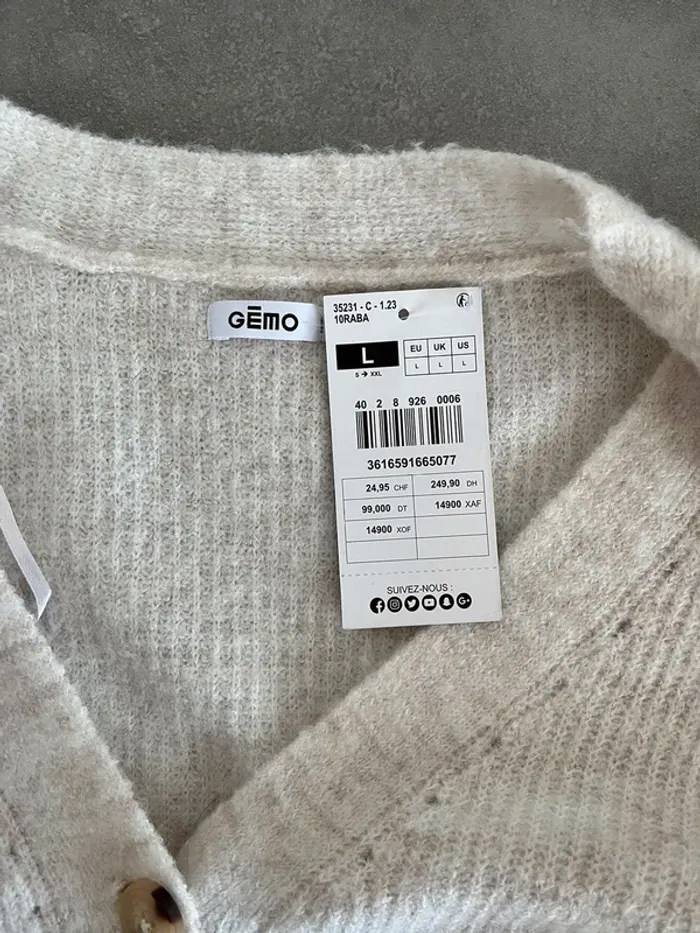 GĒMO
35231 - C - 1.23
10RABA
L
S → XXL
EU UK US
L L L
40 2 8 926 0006
3616591665077
24,95 CHF 249,90 DH
99,000 DT 14900 XAF
14900 XOF
SUIVEZ-NOUS :